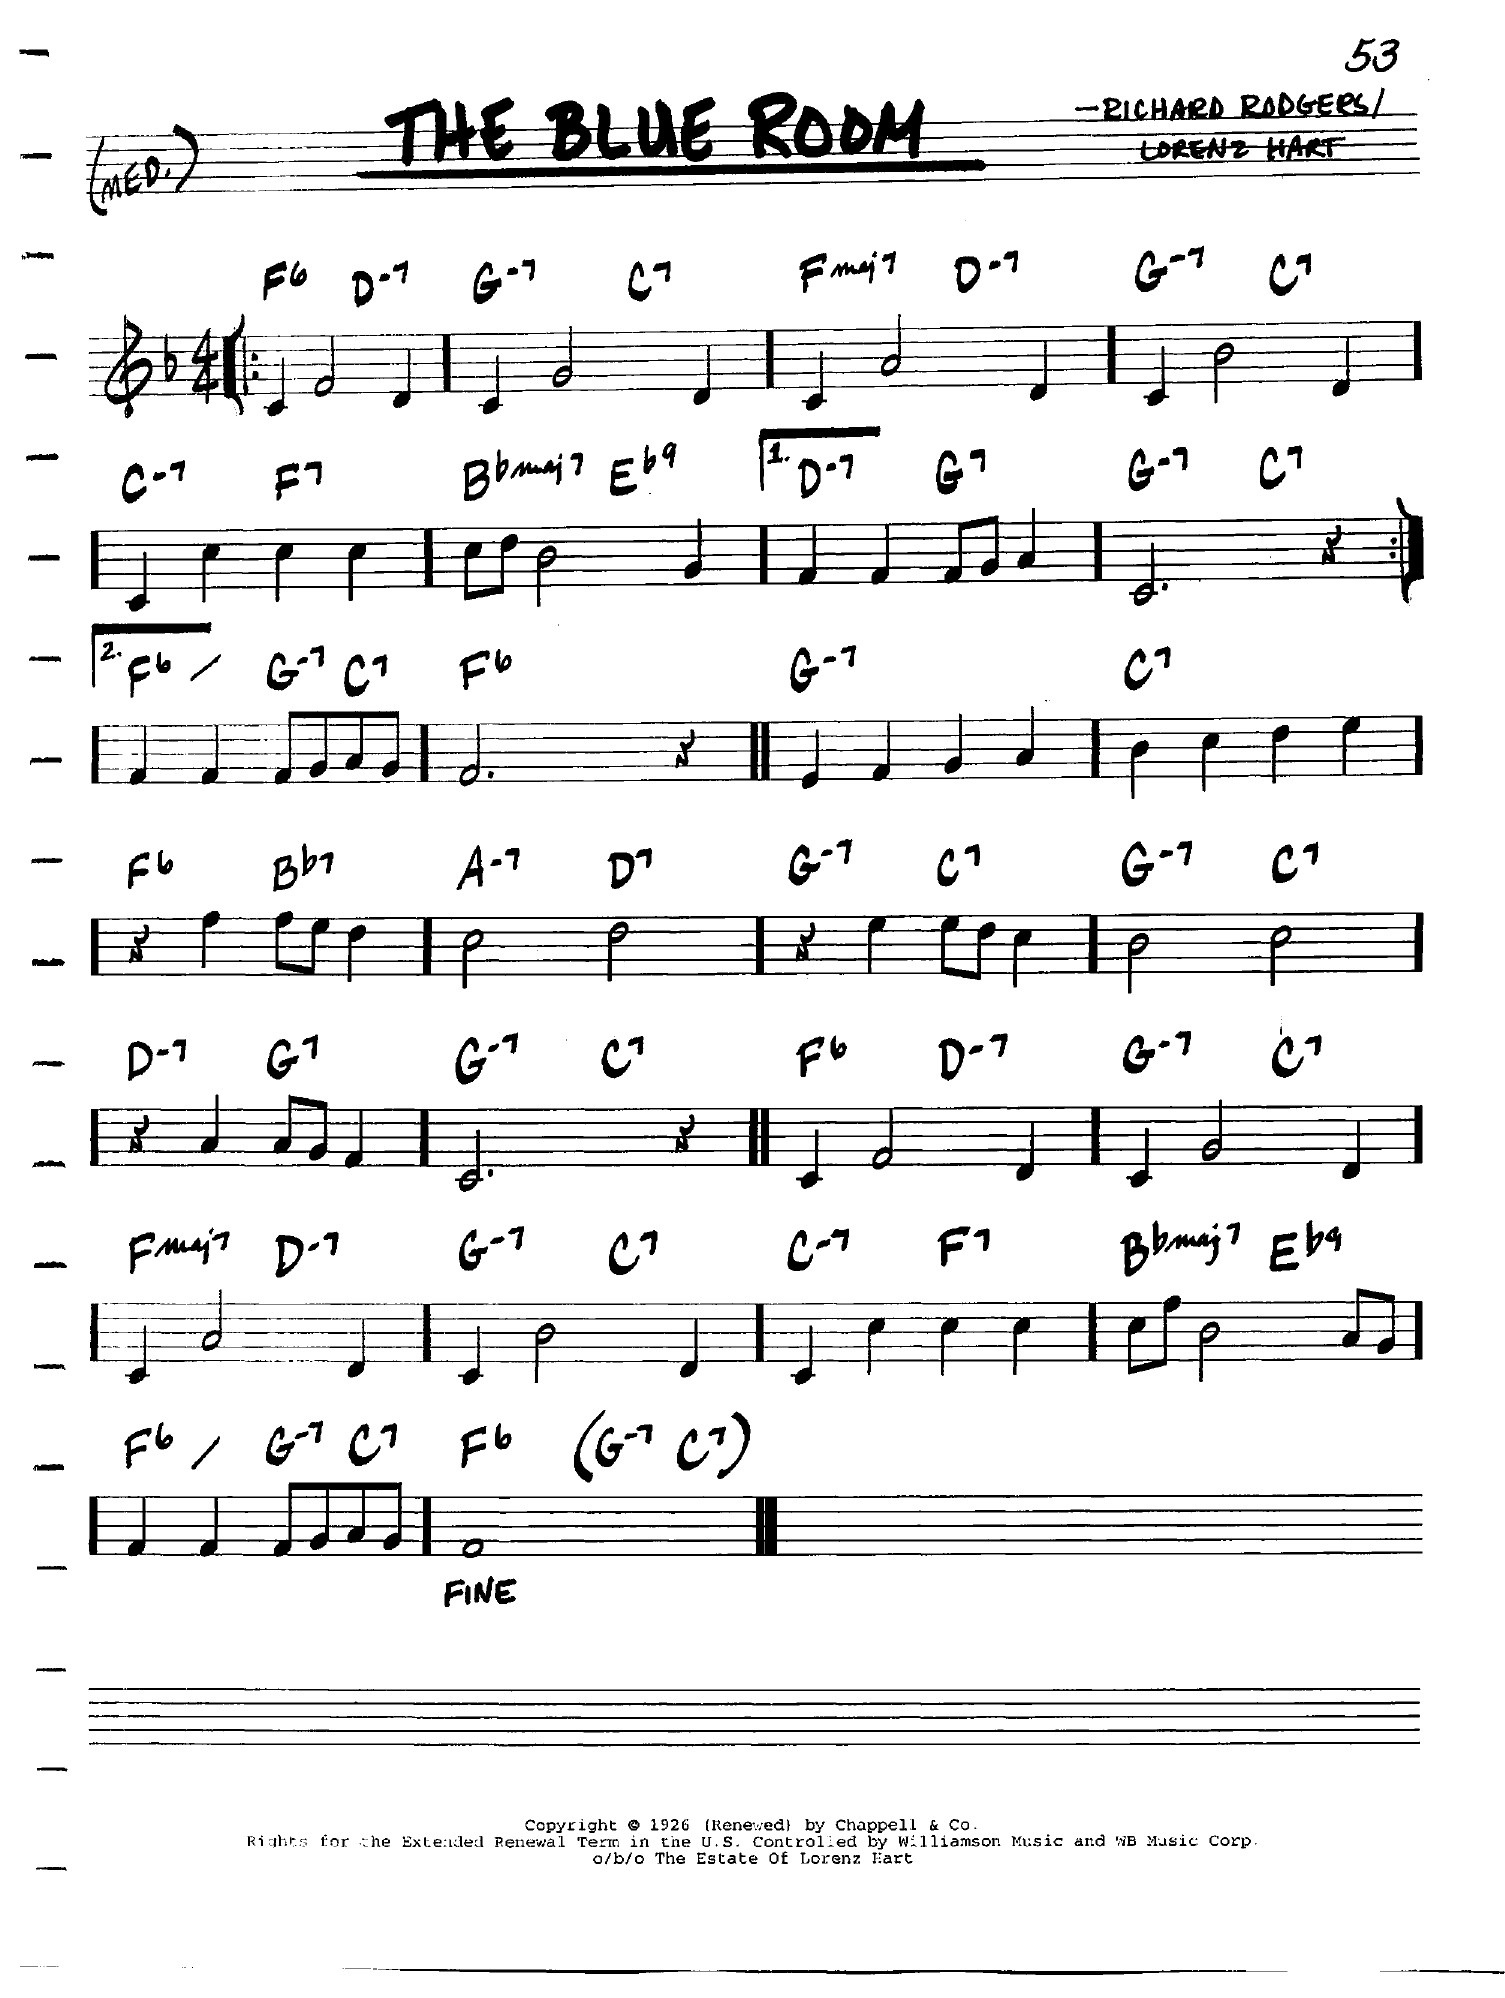 53
THE BLUE ROOM
—RICHARD RODGERS/
LORENZ HART
(MED.)
F6 D-7 G-7 C7 Fmaj7 D-7 G-7 C7
4
4
C-7 F7 Bbmaj7 Eb9 1. D-7 G7 G-7 C7
2. F6 / G-7 C7 F6 G-7 C7
F6 Bb7 A-7 D7 G-7 C7 G-7 C7
D-7 G7 G-7 C7 F6 D-7 G-7 C7
Fmaj7 D-7 G-7 C7 C-7 F7 Bbmaj7 Eb9
F6 / G-7 C7 F6 (G-7 C7)
FINE
Copyright © 1926 (Renewed) by Chappell & Co.
Rights for the Extended Renewal Term in the U.S. Controlled by Williamson Music and WB Music Corp.
o/b/o The Estate Of Lorenz Hart